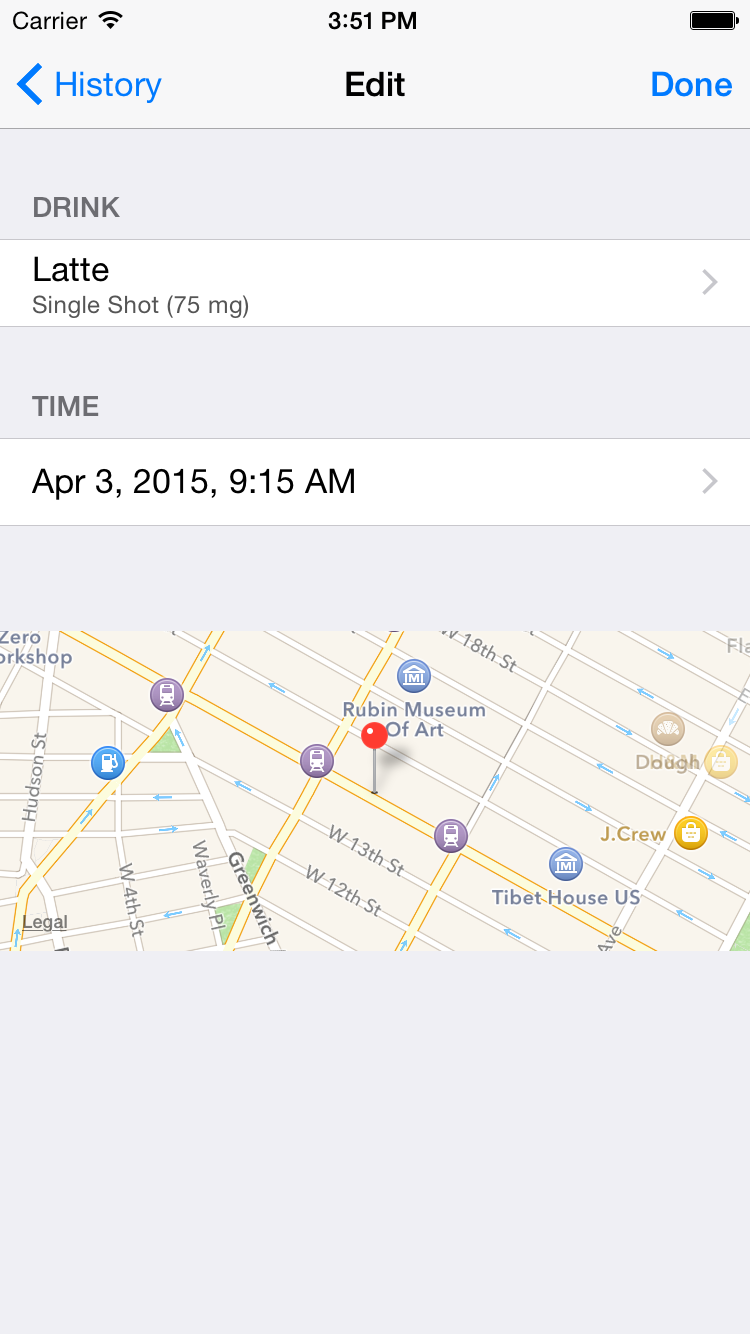 Carrier 3:51 PM
History Edit Done
DRINK
Latte
Single Shot (75 mg)
TIME
Apr 3, 2015, 9:15 AM
Zero
orkshop
W 18th St
Fla
Rubin Museum
Of Art
Hudson St
Dough
J.Crew
W 13th St
W 12th St
Tibet House US
Greenwich
Waverly Pl
W 4th St
Legal
Ave